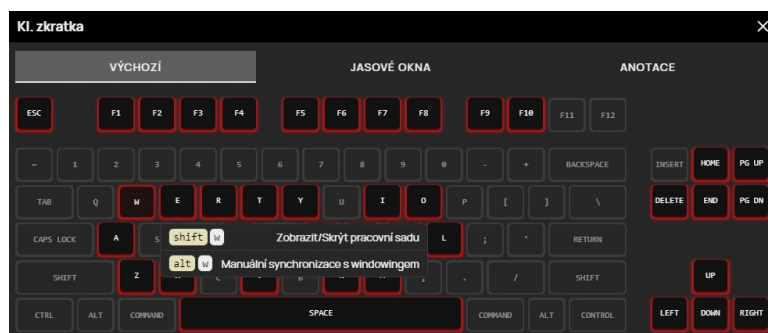 Kl. zkratka
VÝCHOZÍ JASOVÉ OKNA ANOTACE
ESC F1 F2 F3 F4 F5 F6 F7 F8 F9 F10 F11 F12
~ 1 2 3 4 5 6 7 8 9 0 - + BACKSPACE INSERT HOME PG UP
TAB Q W E R T Y U I O P [ ] \ DELETE END PG DN
CAPS LOCK A S L ; ' RETURN
shift W Zobrazit/Skrýt pracovní sadu
alt W Manuální synchronizace s windowingem
SHIFT Z . / SHIFT UP
CTRL ALT COMMAND SPACE COMMAND ALT CONTROL LEFT DOWN RIGHT